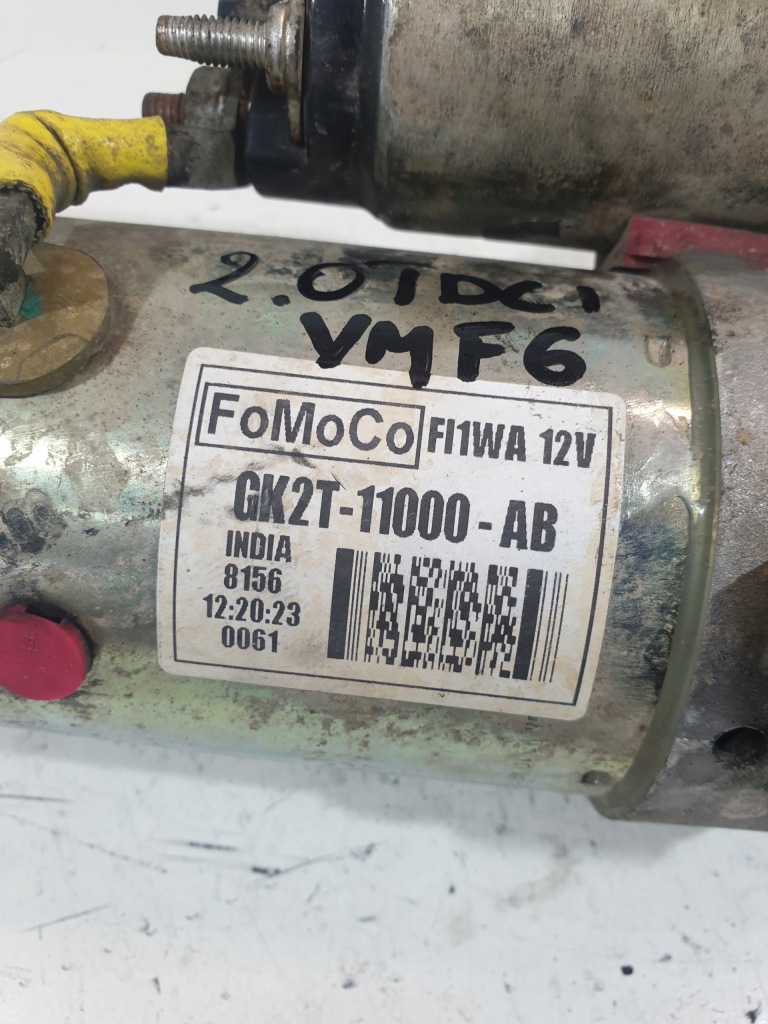 2.0TDCi
VMF6
FoMoCo FI1WA 12V
GK2T-11000-AB
INDIA
8156
12:20:23
0061